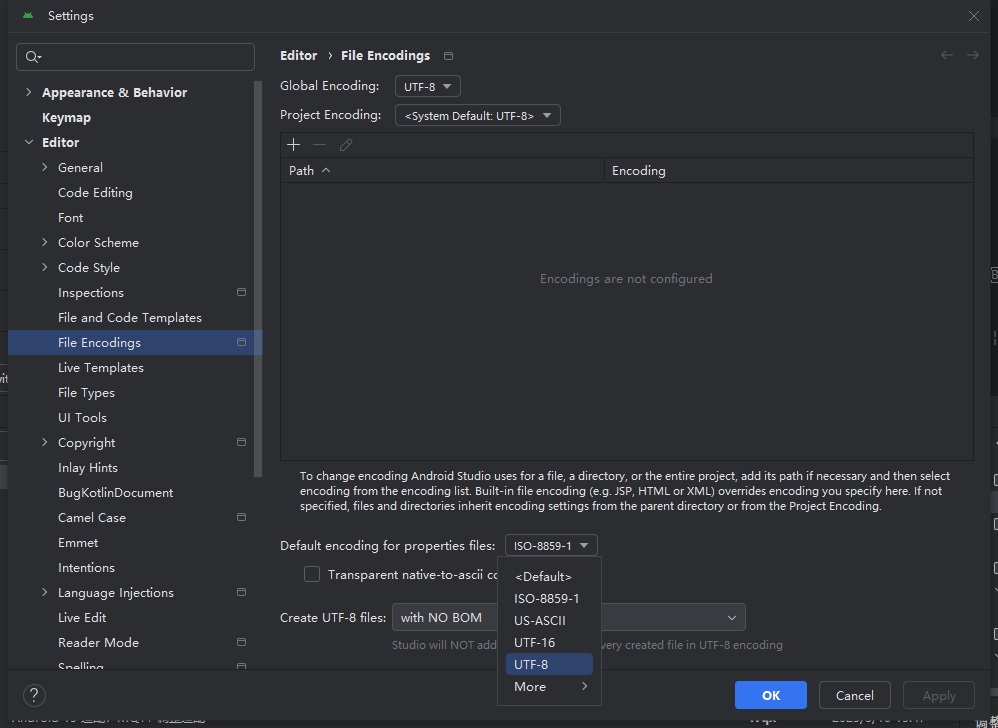 Settings
Editor › File Encodings
Global Encoding: UTF-8
Project Encoding: <System Default: UTF-8>
Path Encoding
Encodings are not configured
To change encoding Android Studio uses for a file, a directory, or the entire project, add its path if necessary and then select
encoding from the encoding list. Built-in file encoding (e.g. JSP, HTML or XML) overrides encoding you specify here. If not
specified, files and directories inherit encoding settings from the parent directory or from the Project Encoding.
Default encoding for properties files: ISO-8859-1
Transparent native-to-ascii co
Create UTF-8 files: with NO BOM
Studio will NOT add very created file in UTF-8 encoding
<Default>
ISO-8859-1
US-ASCII
UTF-16
UTF-8
More
Appearance & Behavior
Keymap
Editor
General
Code Editing
Font
Color Scheme
Code Style
Inspections
File and Code Templates
File Encodings
Live Templates
File Types
UI Tools
Copyright
Inlay Hints
BugKotlinDocument
Camel Case
Emmet
Intentions
Language Injections
Live Edit
Reader Mode
Spelling
?
OK Cancel Apply